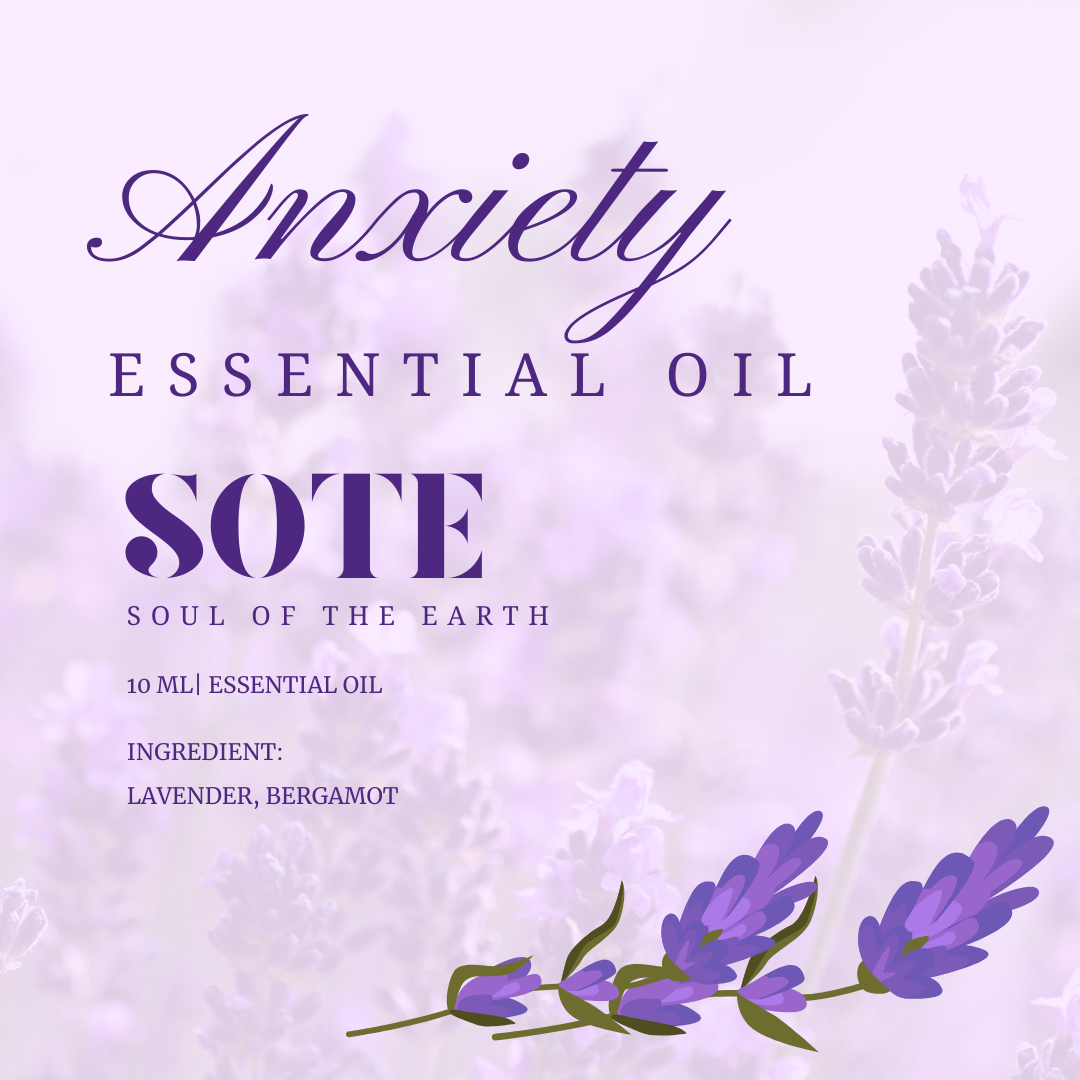 Anxiety
ESSENTIAL OIL
SOTE
SOUL OF THE EARTH
10 ML| ESSENTIAL OIL
INGREDIENT:
LAVENDER, BERGAMOT